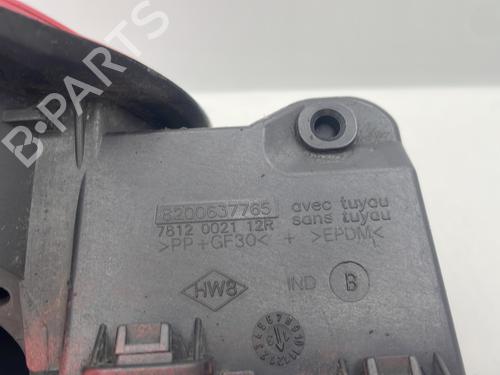 B-PARTS
8200637765 avec tuyau
7812 0021 12R sans tuyau
>PP+GF30< + >EPDM<
HW8
IND B